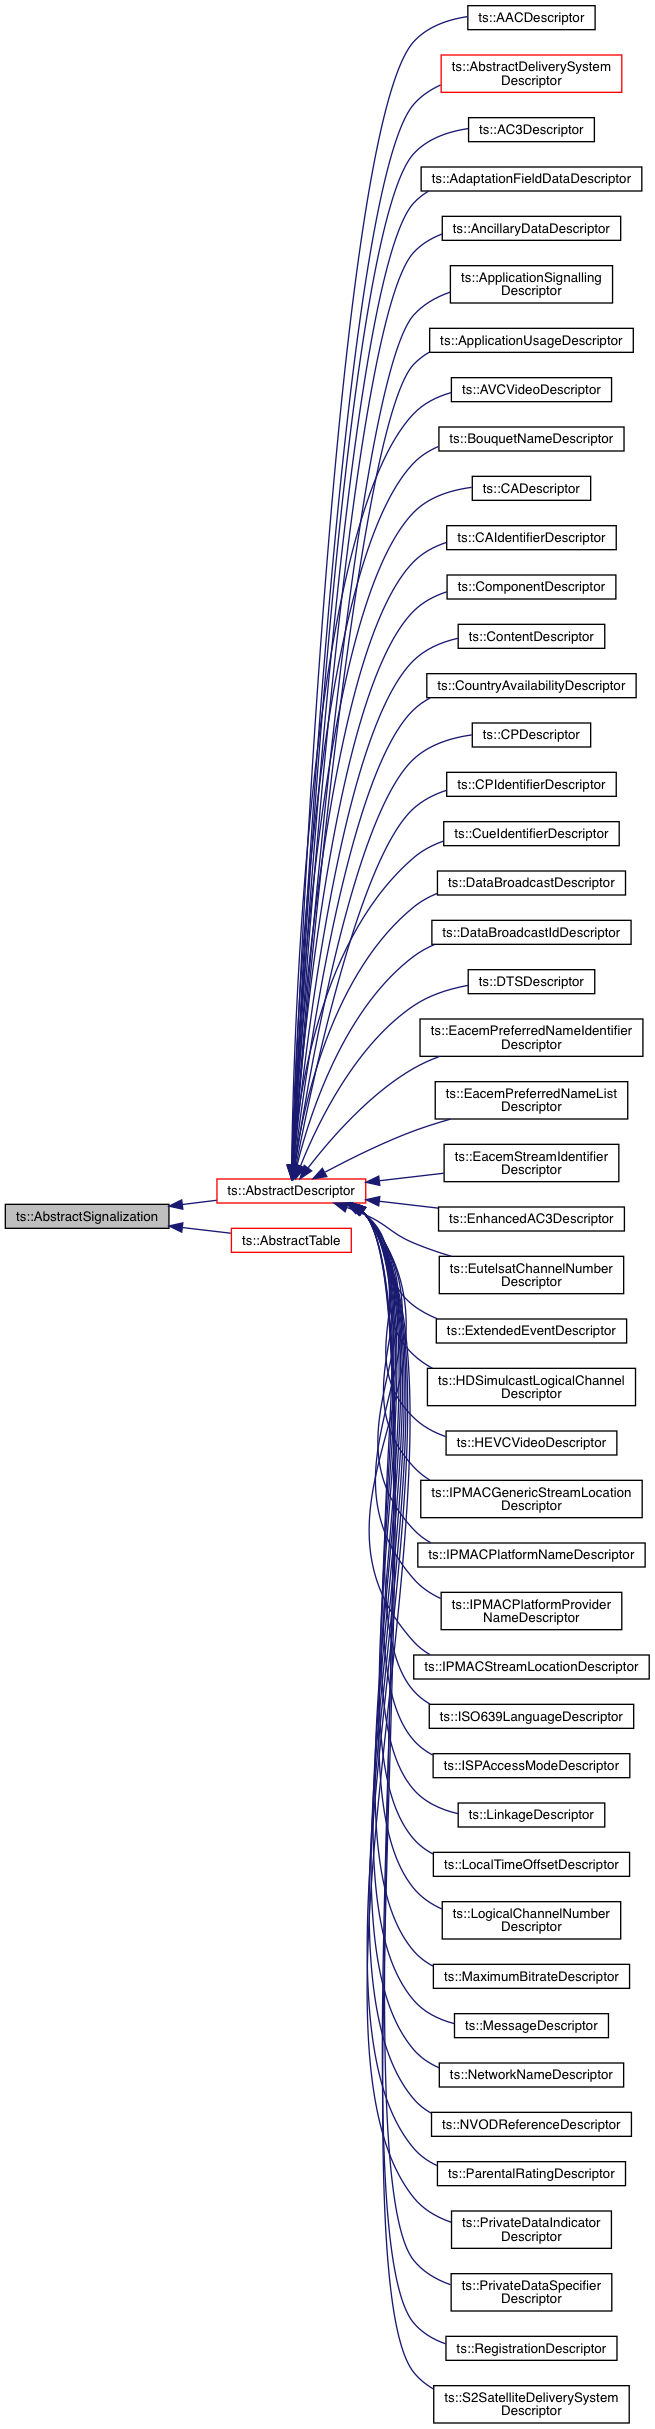 ts::AACDescriptor
ts::AbstractDeliverySystem
Descriptor
ts::AC3Descriptor
ts::AdaptationFieldDataDescriptor
ts::AncillaryDataDescriptor
ts::ApplicationSignalling
Descriptor
ts::ApplicationUsageDescriptor
ts::AVCVideoDescriptor
ts::BouquetNameDescriptor
ts::CADescriptor
ts::CAIdentifierDescriptor
ts::ComponentDescriptor
ts::ContentDescriptor
ts::CountryAvailabilityDescriptor
ts::CPDescriptor
ts::CPIdentifierDescriptor
ts::CueIdentifierDescriptor
ts::DataBroadcastDescriptor
ts::DataBroadcastIdDescriptor
ts::DTSDescriptor
ts::EacemPreferredNameIdentifier
Descriptor
ts::EacemPreferredNameList
Descriptor
ts::EacemStreamIdentifier
Descriptor
ts::AbstractDescriptor
ts::AbstractSignalization
ts::EnhancedAC3Descriptor
ts::AbstractTable
ts::EutelsatChannelNumber
Descriptor
ts::ExtendedEventDescriptor
ts::HDSimulcastLogicalChannel
Descriptor
ts::HEVCVideoDescriptor
ts::IPMACGenericStreamLocation
Descriptor
ts::IPMACPlatformNameDescriptor
ts::IPMACPlatformProvider
NameDescriptor
ts::IPMACStreamLocationDescriptor
ts::ISO639LanguageDescriptor
ts::ISPAccessModeDescriptor
ts::LinkageDescriptor
ts::LocalTimeOffsetDescriptor
ts::LogicalChannelNumber
Descriptor
ts::MaximumBitrateDescriptor
ts::MessageDescriptor
ts::NetworkNameDescriptor
ts::NVODReferenceDescriptor
ts::ParentalRatingDescriptor
ts::PrivateDataIndicator
Descriptor
ts::PrivateDataSpecifier
Descriptor
ts::RegistrationDescriptor
ts::S2SatelliteDeliverySystem
Descriptor